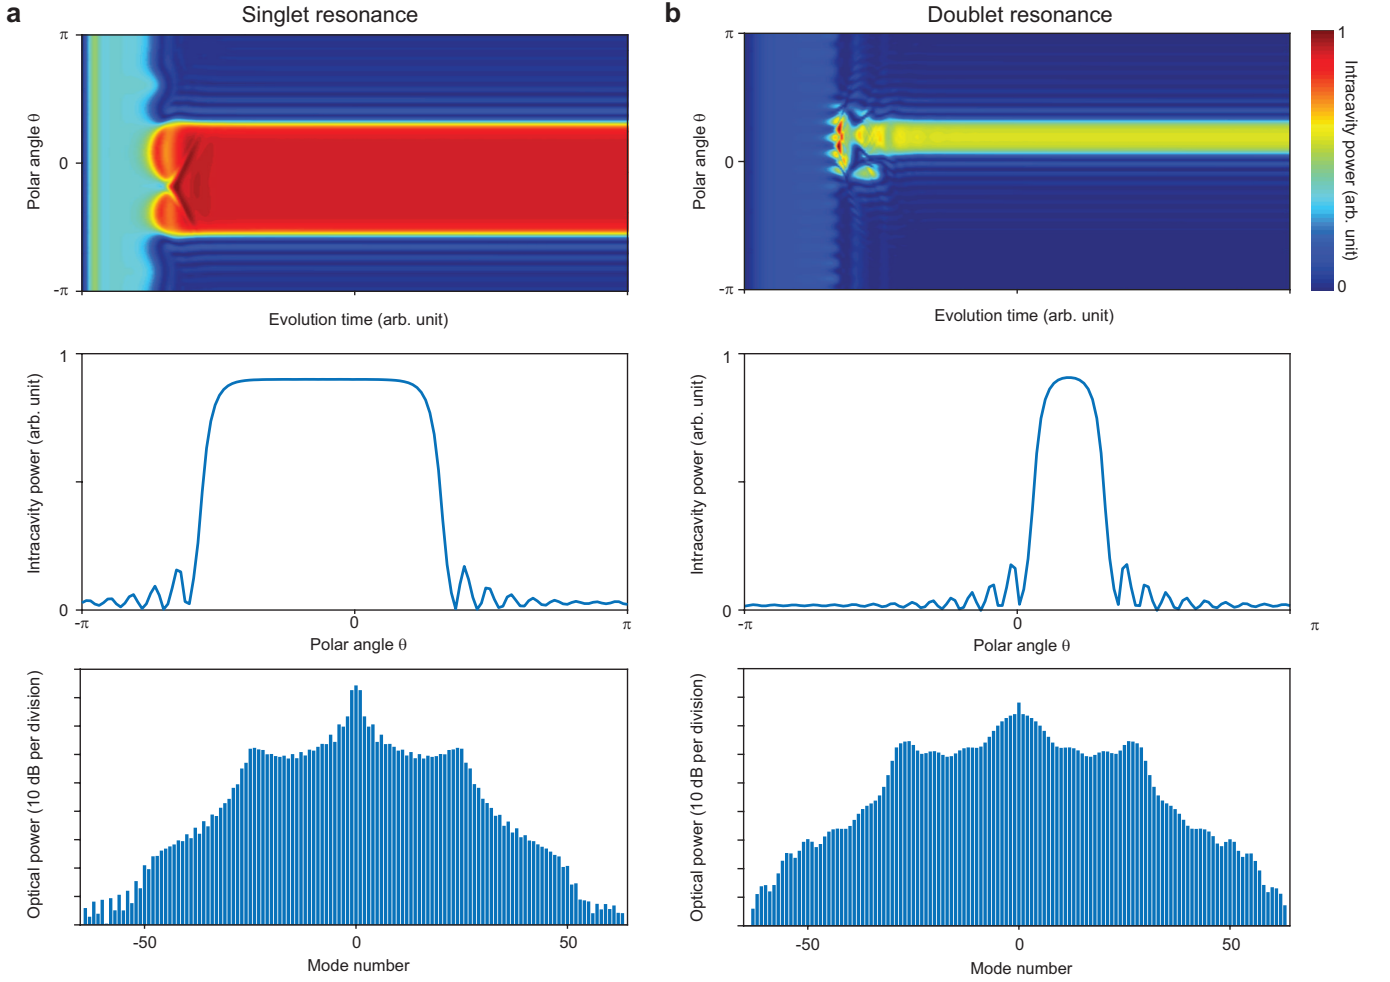 a
Singlet resonance
π
0
-π
Polar angle θ
Evolution time (arb. unit)
b
Doublet resonance
π
0
-π
Polar angle θ
Evolution time (arb. unit)
1
0
Intracavity power (arb. unit)
1
0
Intracavity power (arb. unit)
-π
0
π
Polar angle θ
1
0
Intracavity power (arb. unit)
-π
0
π
Polar angle θ
Optical power (10 dB per division)
-50
0
50
Mode number
Optical power (10 dB per division)
-50
0
50
Mode number